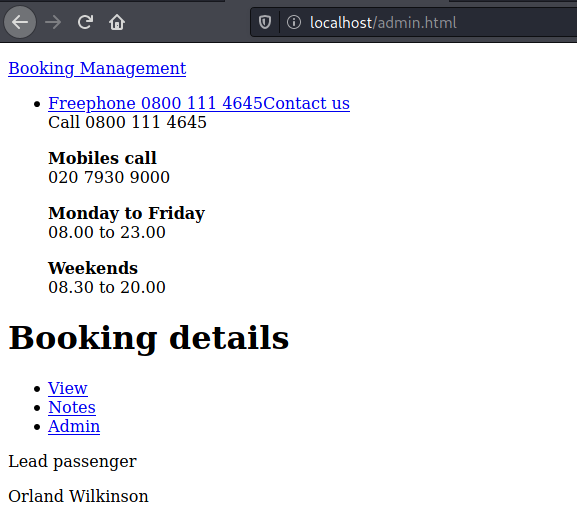 localhost/admin.html
Booking Management
Freephone 0800 111 4645Contact us
Call 0800 111 4645
Mobiles call
020 7930 9000
Monday to Friday
08.00 to 23.00
Weekends
08.30 to 20.00
Booking details
View
Notes
Admin
Lead passenger
Orland Wilkinson